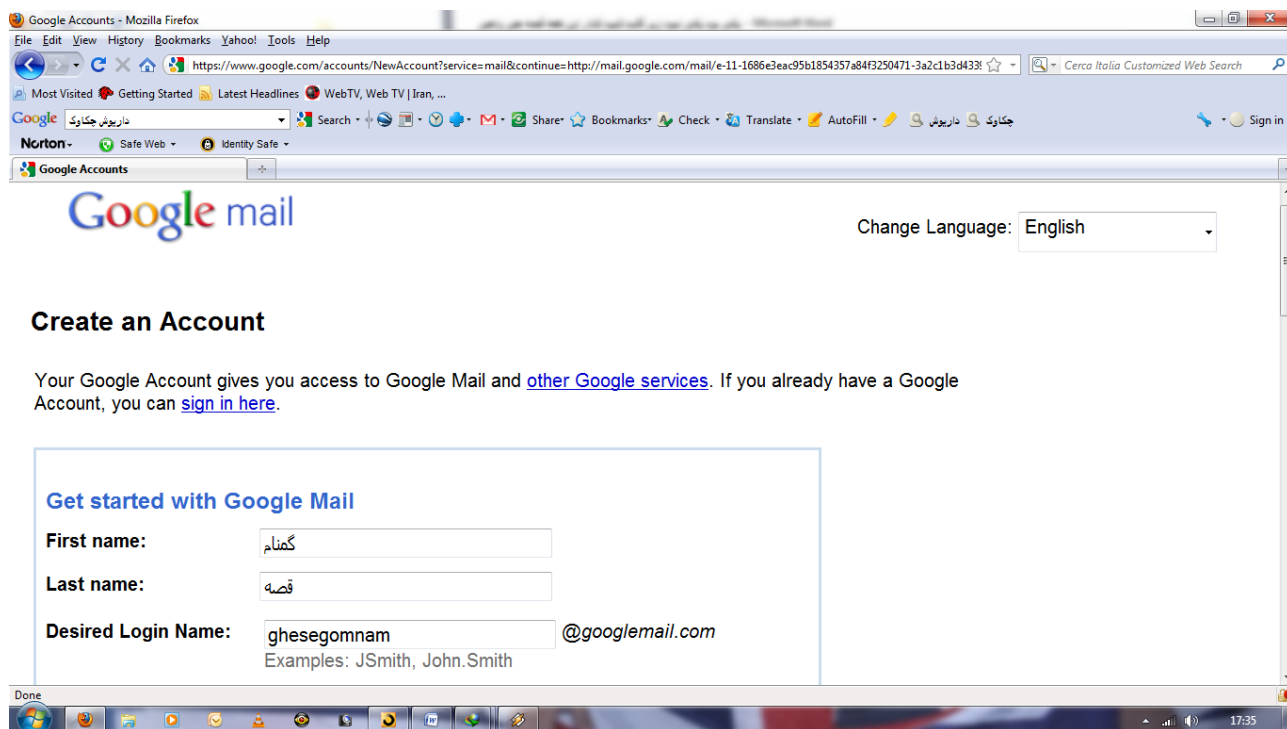 Google Accounts - Mozilla Firefox
File Edit View History Bookmarks Yahoo! Tools Help
https://www.google.com/accounts/NewAccount?service=mail&continue=http://mail.google.com/mail/e-11-1686e3eac95b1854357a84f3250471-3a2c1b3d433 Cerca Italia Customized Web Search
Most Visited Getting Started Latest Headlines WebTV, Web TV | Iran, ...
Google داریوش چکاوک Search Share Bookmarks Check Translate AutoFill داریوش چکاوک Sign in
Norton Safe Web Identity Safe
Google Accounts
Google mail
Change Language: English
Create an Account
Your Google Account gives you access to Google Mail and other Google services. If you already have a Google
Account, you can sign in here.
Get started with Google Mail
First name: گمنام
Last name: قصه
Desired Login Name: ghesegomnam @googlemail.com
Examples: JSmith, John.Smith
Done
17:35